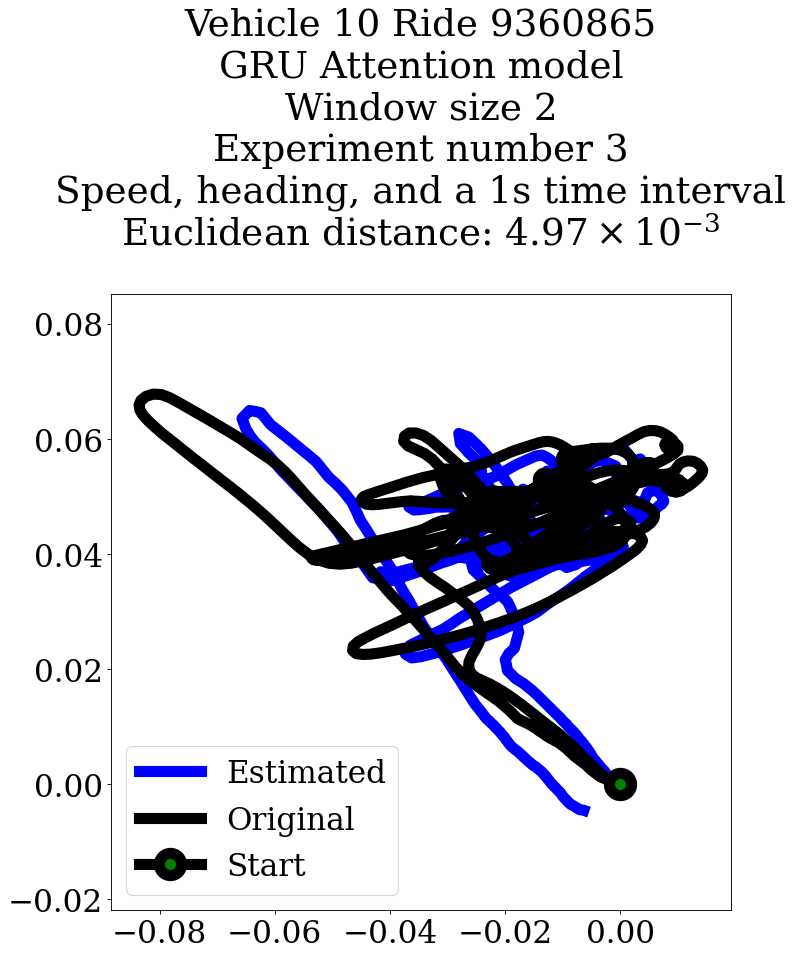 Vehicle 10 Ride 9360865
GRU Attention model
Window size 2
Experiment number 3
Speed, heading, and a 1s time interval
Euclidean distance: 4.97 × 10⁻³
0.08
0.06
0.04
0.02
0.00
−0.02
Estimated
Original
Start
−0.08 −0.06 −0.04 −0.02 0.00